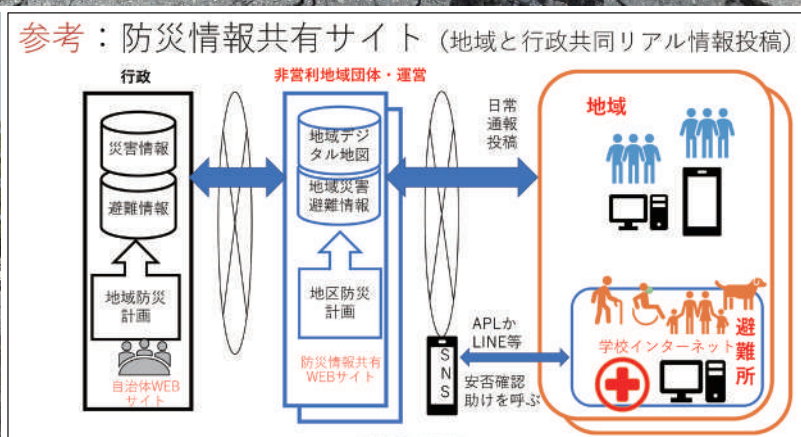 参考：防災情報共有サイト（地域と行政共同リアル情報投稿）
行政
災害情報
避難情報
地域防災
計画
自治体WEB
サイト
非営利地域団体・運営
地域デジ
タル地図
地域災害
避難情報
地区防災
計画
防災情報共有
WEBサイト
日常
通報
投稿
SNS
APLか
LINE等
安否確認
助けを呼ぶ
地域
学校インターネット
避難所